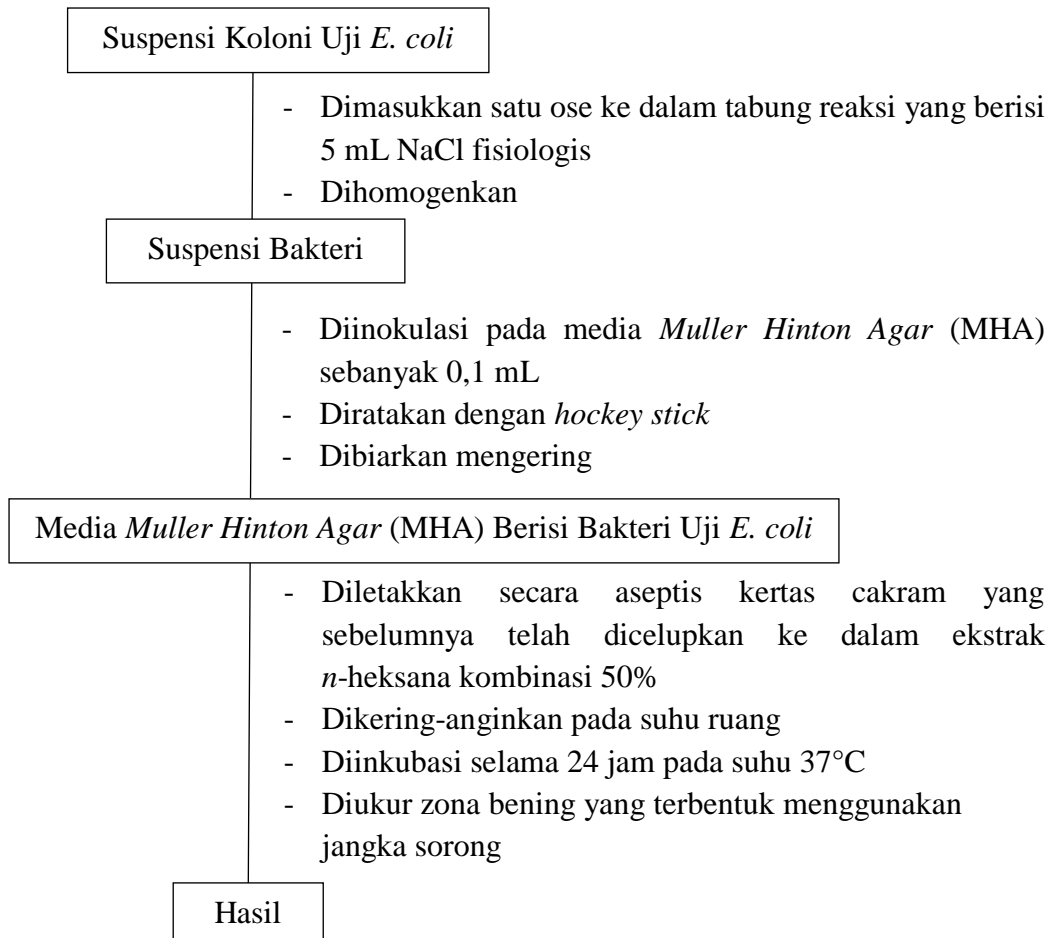 Suspensi Koloni Uji E. coli
- Dimasukkan satu ose ke dalam tabung reaksi yang berisi
5 mL NaCl fisiologis
- Dihomogenkan
Suspensi Bakteri
- Diinokulasi pada media Muller Hinton Agar (MHA)
sebanyak 0,1 mL
- Diratakan dengan hockey stick
- Dibiarkan mengering
Media Muller Hinton Agar (MHA) Berisi Bakteri Uji E. coli
- Diletakkan secara aseptis kertas cakram yang
sebelumnya telah dicelupkan ke dalam ekstrak
n-heksana kombinasi 50%
- Dikering-anginkan pada suhu ruang
- Diinkubasi selama 24 jam pada suhu 37°C
- Diukur zona bening yang terbentuk menggunakan
jangka sorong
Hasil